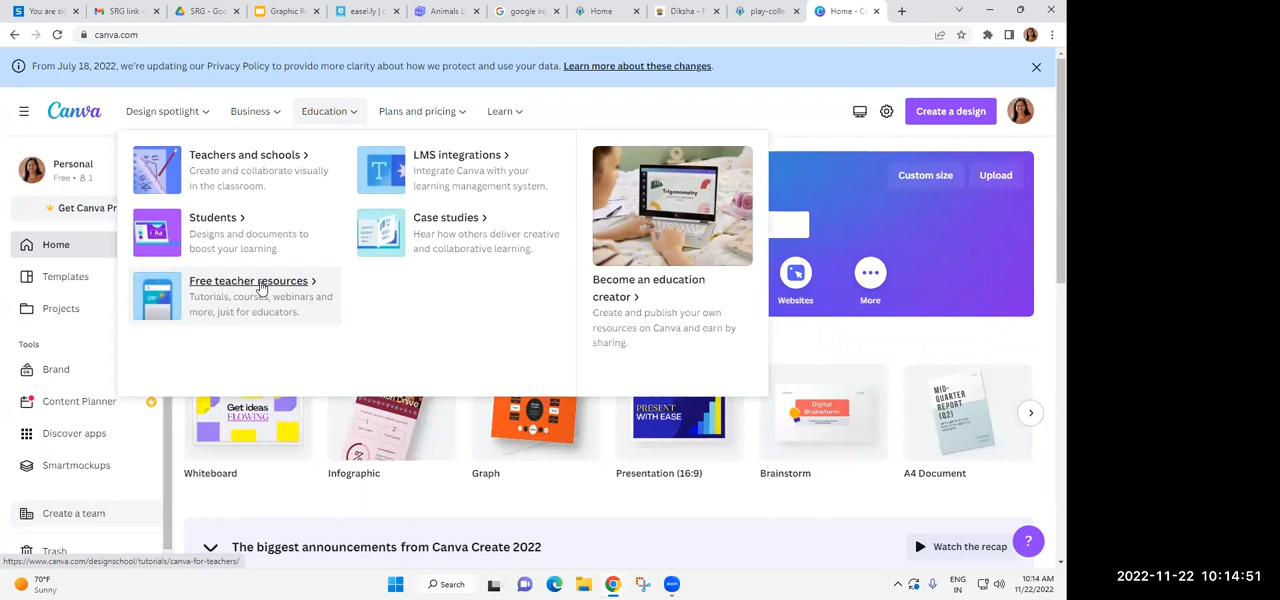 You are si
SRG link -
SRG - Goo
Graphic R
easel.ly | c
Animals L
google in
Home
Diksha - F
play-colle
Home - C
canva.com
From July 18, 2022, we're updating our Privacy Policy to provide more clarity about how we protect and use your data. Learn more about these changes.
Canva
Design spotlight
Business
Education
Plans and pricing
Learn
Create a design
Personal
Free • 1
Get Canva Pr
Home
Templates
Projects
Tools
Brand
Content Planner
Discover apps
Smartmockups
Create a team
Trash
Teachers and schools
Create and collaborate visually
in the classroom.
Students
Designs and documents to
boost your learning.
Free teacher resources
Tutorials, courses, webinars and
more, just for educators.
LMS integrations
Integrate Canva with your
learning management system.
Case studies
Hear how others deliver creative
and collaborative learning.
Trigonometry
Become an education
creator
Create and publish your own
resources on Canva and earn by
sharing.
Custom size
Upload
Websites
More
Get ideas
FLOWING
PRESENT
WITH EASE
Digital
Brainstorm
MID-
QUARTER
REPORT
(Q2)
Whiteboard
Infographic
Graph
Presentation (16:9)
Brainstorm
A4 Document
The biggest announcements from Canva Create 2022
Watch the recap
?
https://www.canva.com/designschool/tutorials/canva-for-teachers/
70°F
Sunny
Search
zoom
ENG
IN
10:14 AM
11/22/2022
2022-11-22 10:14:51